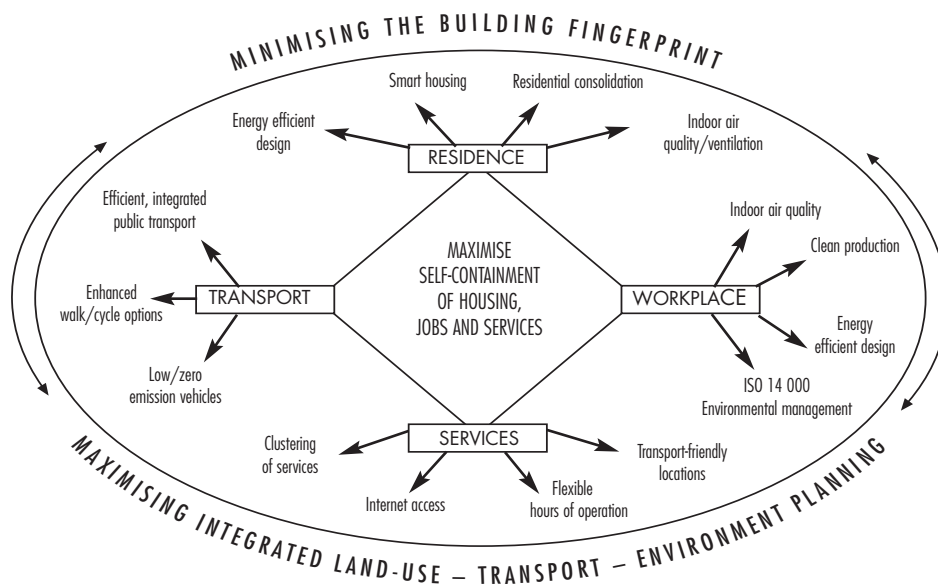 MINIMISING THE BUILDING FINGERPRINT
Smart housing
Residential consolidation
Energy efficient
design
Indoor air
quality/ventilation
RESIDENCE
Efficient, integrated
public transport
Indoor air quality
Clean production
MAXIMISE
SELF-CONTAINMENT
OF HOUSING,
JOBS AND SERVICES
TRANSPORT
WORKPLACE
Enhanced
walk/cycle options
Energy
efficient design
Low/zero
emission vehicles
ISO 14 000
Environmental management
SERVICES
Clustering
of services
Transport-friendly
locations
Internet access
Flexible
hours of operation
MAXIMISING INTEGRATED LAND-USE – TRANSPORT – ENVIRONMENT PLANNING